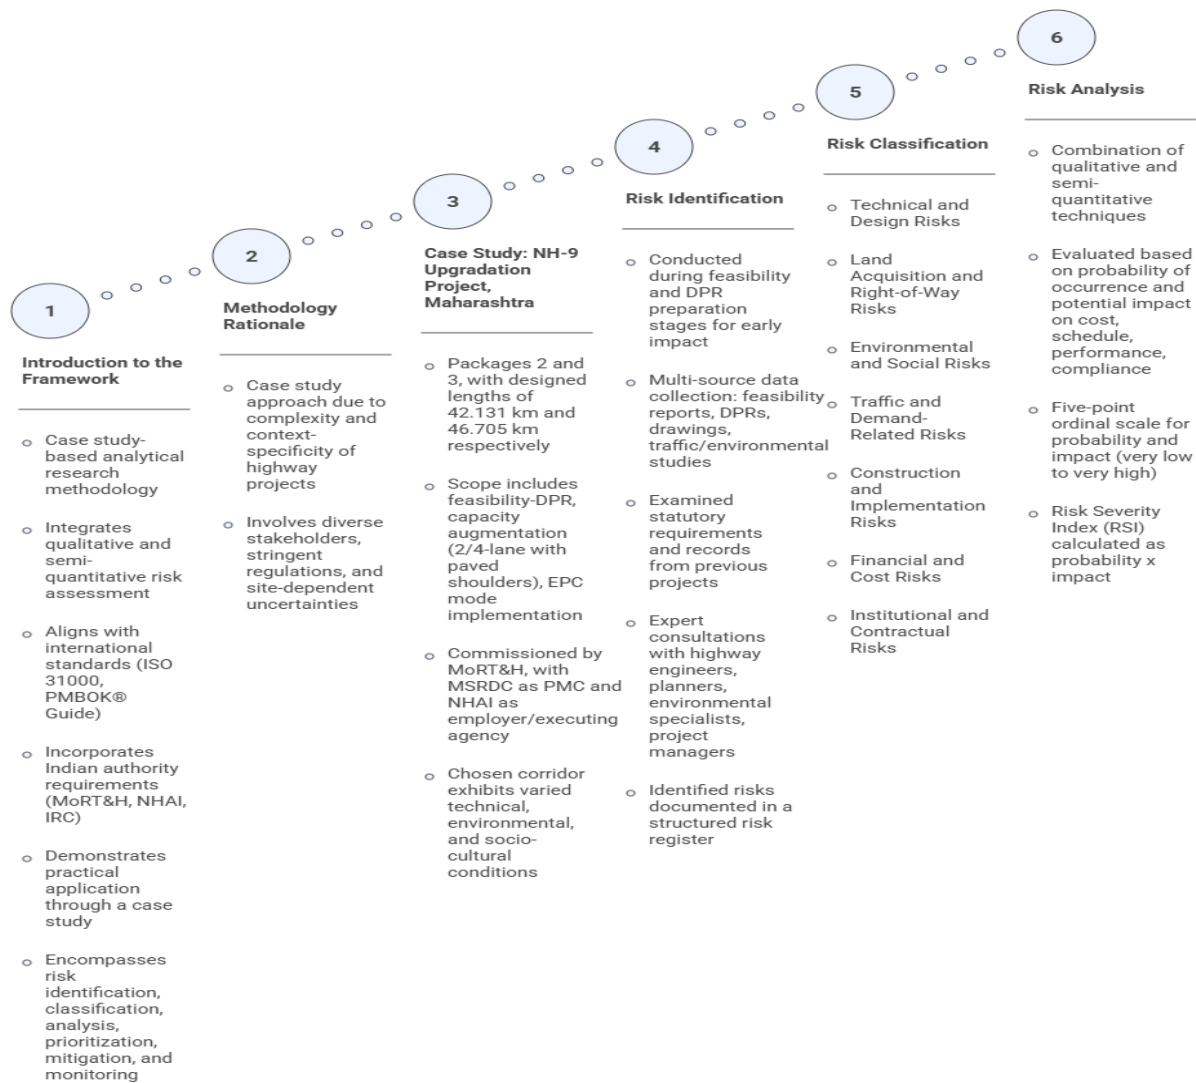 1
Introduction to the
Framework
Case study-
based analytical
research
methodology
Integrates
qualitative and
semi-
quantitative risk
assessment
Aligns with
international
standards (ISO
31000,
PMBOK®
Guide)
Incorporates
Indian authority
requirements
(MoRT&H, NHAI,
IRC)
Demonstrates
practical
application
through a case
study
Encompasses
risk
identification,
classification,
analysis,
prioritization,
mitigation, and
monitoring
2
Methodology
Rationale
Case study
approach due to
complexity and
context-
specificity of
highway
projects
Involves diverse
stakeholders,
stringent
regulations, and
site-dependent
uncertainties
3
Case Study: NH-9
Upgradation
Project,
Maharashtra
Packages 2 and
3, with designed
lengths of
42.131 km and
46.705 km
respectively
Scope includes
feasibility-DPR,
capacity
augmentation
(2/4-lane with
paved
shoulders), EPC
mode
implementation
Commissioned by
MoRT&H, with
MSRDC as PMC and
NHAI as
employer/executing
agency
Chosen corridor
exhibits varied
technical,
environmental,
and socio-
cultural
conditions
4
Risk Identification
Conducted
during feasibility
and DPR
preparation
stages for early
impact
Multi-source data
collection: feasibility
reports, DPRs,
drawings,
traffic/environmental
studies
Examined
statutory
requirements
and records
from previous
projects
Expert
consultations
with highway
engineers,
planners,
environmental
specialists,
project
managers
Identified risks
documented in a
structured risk
register
5
Risk Classification
Technical and
Design Risks
Land
Acquisition and
Right-of-Way
Risks
Environmental
and Social Risks
Traffic and
Demand-
Related Risks
Construction
and
Implementation
Risks
Financial and
Cost Risks
Institutional and
Contractual
Risks
6
Risk Analysis
Combination of
qualitative and
semi-
quantitative
techniques
Evaluated based
on probability of
occurrence and
potential impact
on cost,
schedule,
performance,
compliance
Five-point
ordinal scale for
probability and
impact (very low
to very high)
Risk Severity
Index (RSI)
calculated as
probability x
impact